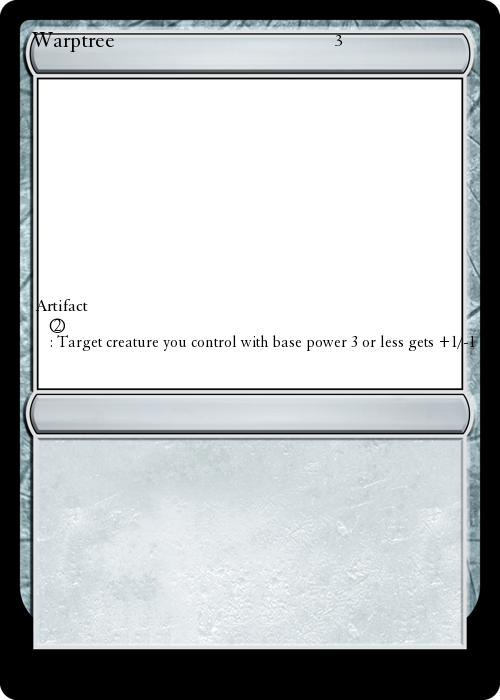 Warptree 3
Artifact
②
: Target creature you control with base power 3 or less gets +1/-1